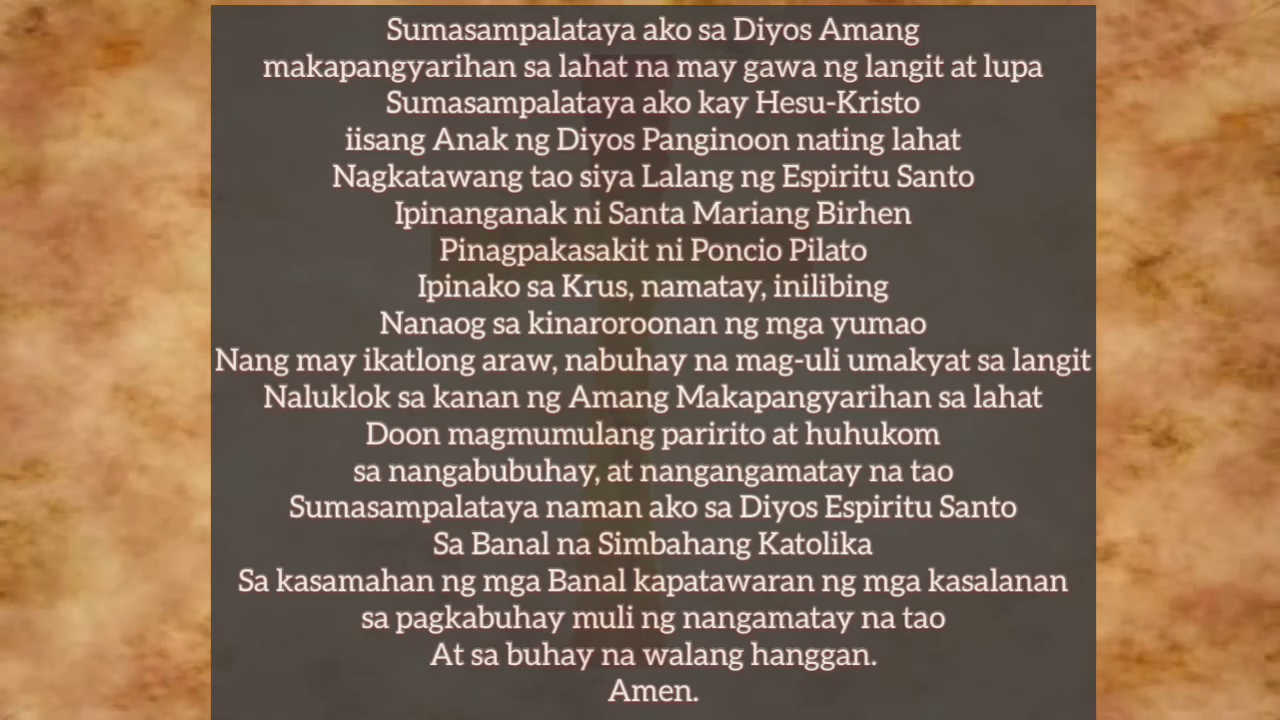 Sumasampalataya ako sa Diyos Amang
makapangyarihan sa lahat na may gawa ng langit at lupa
Sumasampalataya ako kay Hesu-Kristo
iisang Anak ng Diyos Panginoon nating lahat
Nagkatawang tao siya Lalang ng Espiritu Santo
Ipinanganak ni Santa Mariang Birhen
Pinagpakasakit ni Poncio Pilato
Ipinako sa Krus, namatay, inilibing
Nanaog sa kinaroroonan ng mga yumao
Nang may ikatlong araw, nabuhay na mag-uli umakyat sa langit
Naluklok sa kanan ng Amang Makapangyarihan sa lahat
Doon magmumulang paririto at huhukom
sa nangabubuhay, at nangangamatay na tao
Sumasampalataya naman ako sa Diyos Espiritu Santo
Sa Banal na Simbahang Katolika
Sa kasamahan ng mga Banal kapatawaran ng mga kasalanan
sa pagkabuhay muli ng nangamatay na tao
At sa buhay na walang hanggan.
Amen.